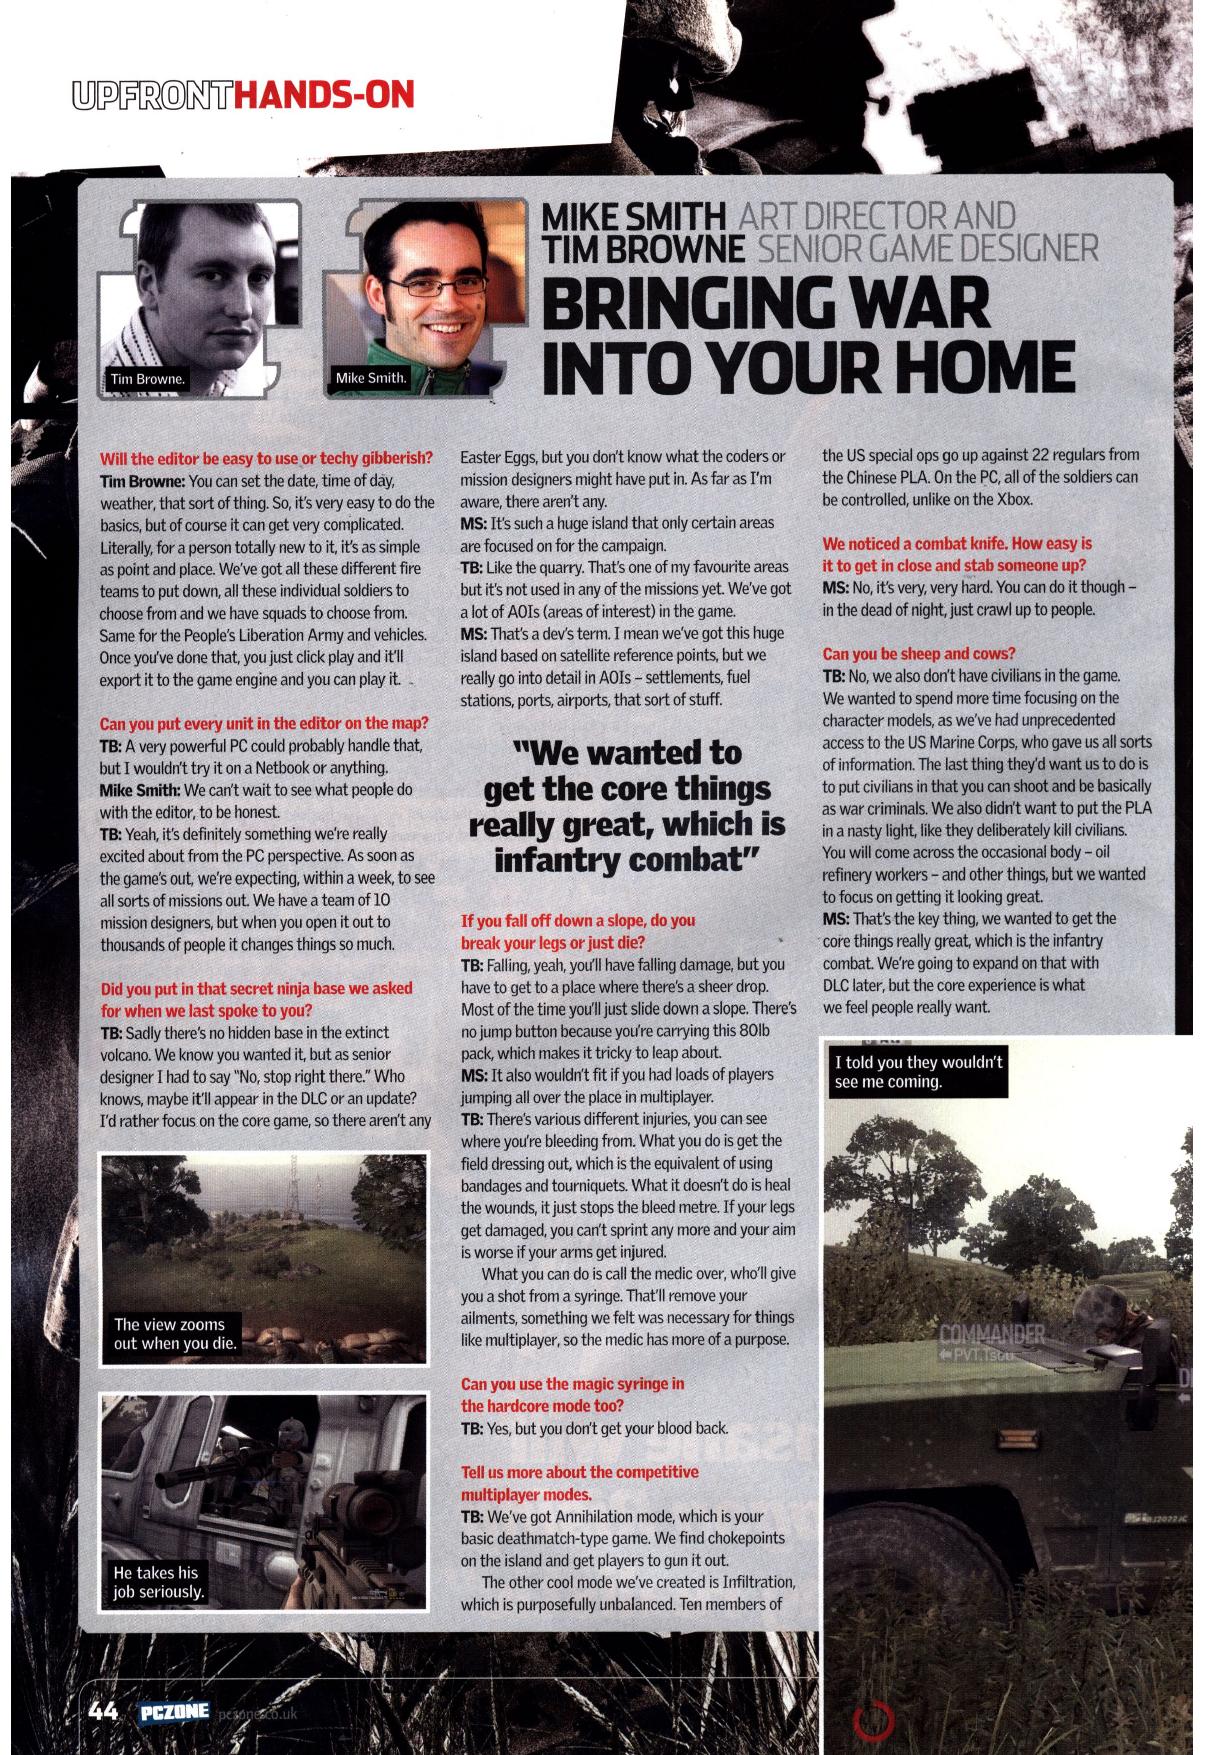 UPFRONTHANDS-ON
MIKE SMITH ART DIRECTOR AND
TIM BROWNE SENIOR GAME DESIGNER
BRINGING WAR
INTO YOUR HOME
Tim Browne.
Mike Smith.
Will the editor be easy to use or techy gibberish?
Tim Browne: You can set the date, time of day,
weather, that sort of thing. So, it's very easy to do the
basics, but of course it can get very complicated.
Literally, for a person totally new to it, it's as simple
as point and place. We've got all these different fire
teams to put down, all these individual soldiers to
choose from and we have squads to choose from.
Same for the People's Liberation Army and vehicles.
Once you've done that, you just click play and it'll
export it to the game engine and you can play it.
Can you put every unit in the editor on the map?
TB: A very powerful PC could probably handle that,
but I wouldn't try it on a Netbook or anything.
Mike Smith: We can't wait to see what people do
with the editor, to be honest.
TB: Yeah, it's definitely something we're really
excited about from the PC perspective. As soon as
the game's out, we're expecting, within a week, to see
all sorts of missions out. We have a team of 10
mission designers, but when you open it out to
thousands of people it changes things so much.
Did you put in that secret ninja base we asked
for when we last spoke to you?
TB: Sadly there's no hidden base in the extinct
volcano. We know you wanted it, but as senior
designer I had to say "No, stop right there." Who
knows, maybe it'll appear in the DLC or an update?
I'd rather focus on the core game, so there aren't any
The view zooms
out when you die.
He takes his
job seriously.
Easter Eggs, but you don't know what the coders or
mission designers might have put in. As far as I'm
aware, there aren't any.
MS: It's such a huge island that only certain areas
are focused on for the campaign.
TB: Like the quarry. That's one of my favourite areas
but it's not used in any of the missions yet. We've got
a lot of AOIs (areas of interest) in the game.
MS: That's a dev's term. I mean we've got this huge
island based on satellite reference points, but we
really go into detail in AOIs – settlements, fuel
stations, ports, airports, that sort of stuff.
"We wanted to
get the core things
really great, which is
infantry combat"
If you fall off down a slope, do you
break your legs or just die?
TB: Falling, yeah, you'll have falling damage, but you
have to get to a place where there's a sheer drop.
Most of the time you'll just slide down a slope. There's
no jump button because you're carrying this 80lb
pack, which makes it tricky to leap about.
MS: It also wouldn't fit if you had loads of players
jumping all over the place in multiplayer.
TB: There's various different injuries, you can see
where you're bleeding from. What you do is get the
field dressing out, which is the equivalent of using
bandages and tourniquets. What it doesn't do is heal
the wounds, it just stops the bleed metre. If your legs
get damaged, you can't sprint any more and your aim
is worse if your arms get injured.
What you can do is call the medic over, who'll give
you a shot from a syringe. That'll remove your
ailments, something we felt was necessary for things
like multiplayer, so the medic has more of a purpose.
Can you use the magic syringe in
the hardcore mode too?
TB: Yes, but you don't get your blood back.
Tell us more about the competitive
multiplayer modes.
TB: We've got Annihilation mode, which is your
basic deathmatch-type game. We find chokepoints
on the island and get players to gun it out.
The other cool mode we've created is Infiltration,
which is purposefully unbalanced. Ten members of
the US special ops go up against 22 regulars from
the Chinese PLA. On the PC, all of the soldiers can
be controlled, unlike on the Xbox.
We noticed a combat knife. How easy is
it to get in close and stab someone up?
MS: No, it's very, very hard. You can do it though –
in the dead of night, just crawl up to people.
Can you be sheep and cows?
TB: No, we also don't have civilians in the game.
We wanted to spend more time focusing on the
character models, as we've had unprecedented
access to the US Marine Corps, who gave us all sorts
of information. The last thing they'd want us to do is
to put civilians in that you can shoot and be basically
as war criminals. We also didn't want to put the PLA
in a nasty light, like they deliberately kill civilians.
You will come across the occasional body – oil
refinery workers – and other things, but we wanted
to focus on getting it looking great.
MS: That's the key thing, we wanted to get the
core things really great, which is the infantry
combat. We're going to expand on that with
DLC later, but the core experience is what
we feel people really want.
I told you they wouldn't
see me coming.
COMMANDER
PVT.Tsou
44 PCZONE pczone.co.uk